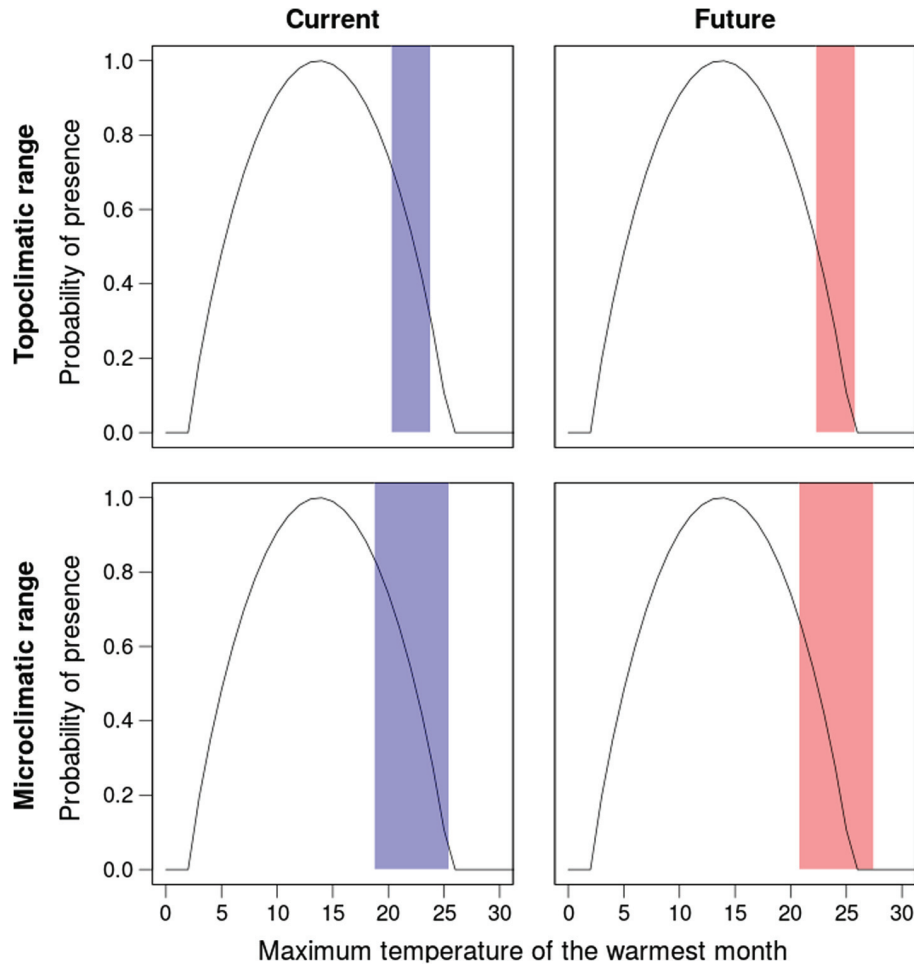 Current
Future
Topoclimatic range
Probability of presence
1.0
0.8
0.6
0.4
0.2
0.0
Microclimatic range
Probability of presence
1.0
0.8
0.6
0.4
0.2
0.0
0 5 10 15 20 25 30
0 5 10 15 20 25 30
Maximum temperature of the warmest month